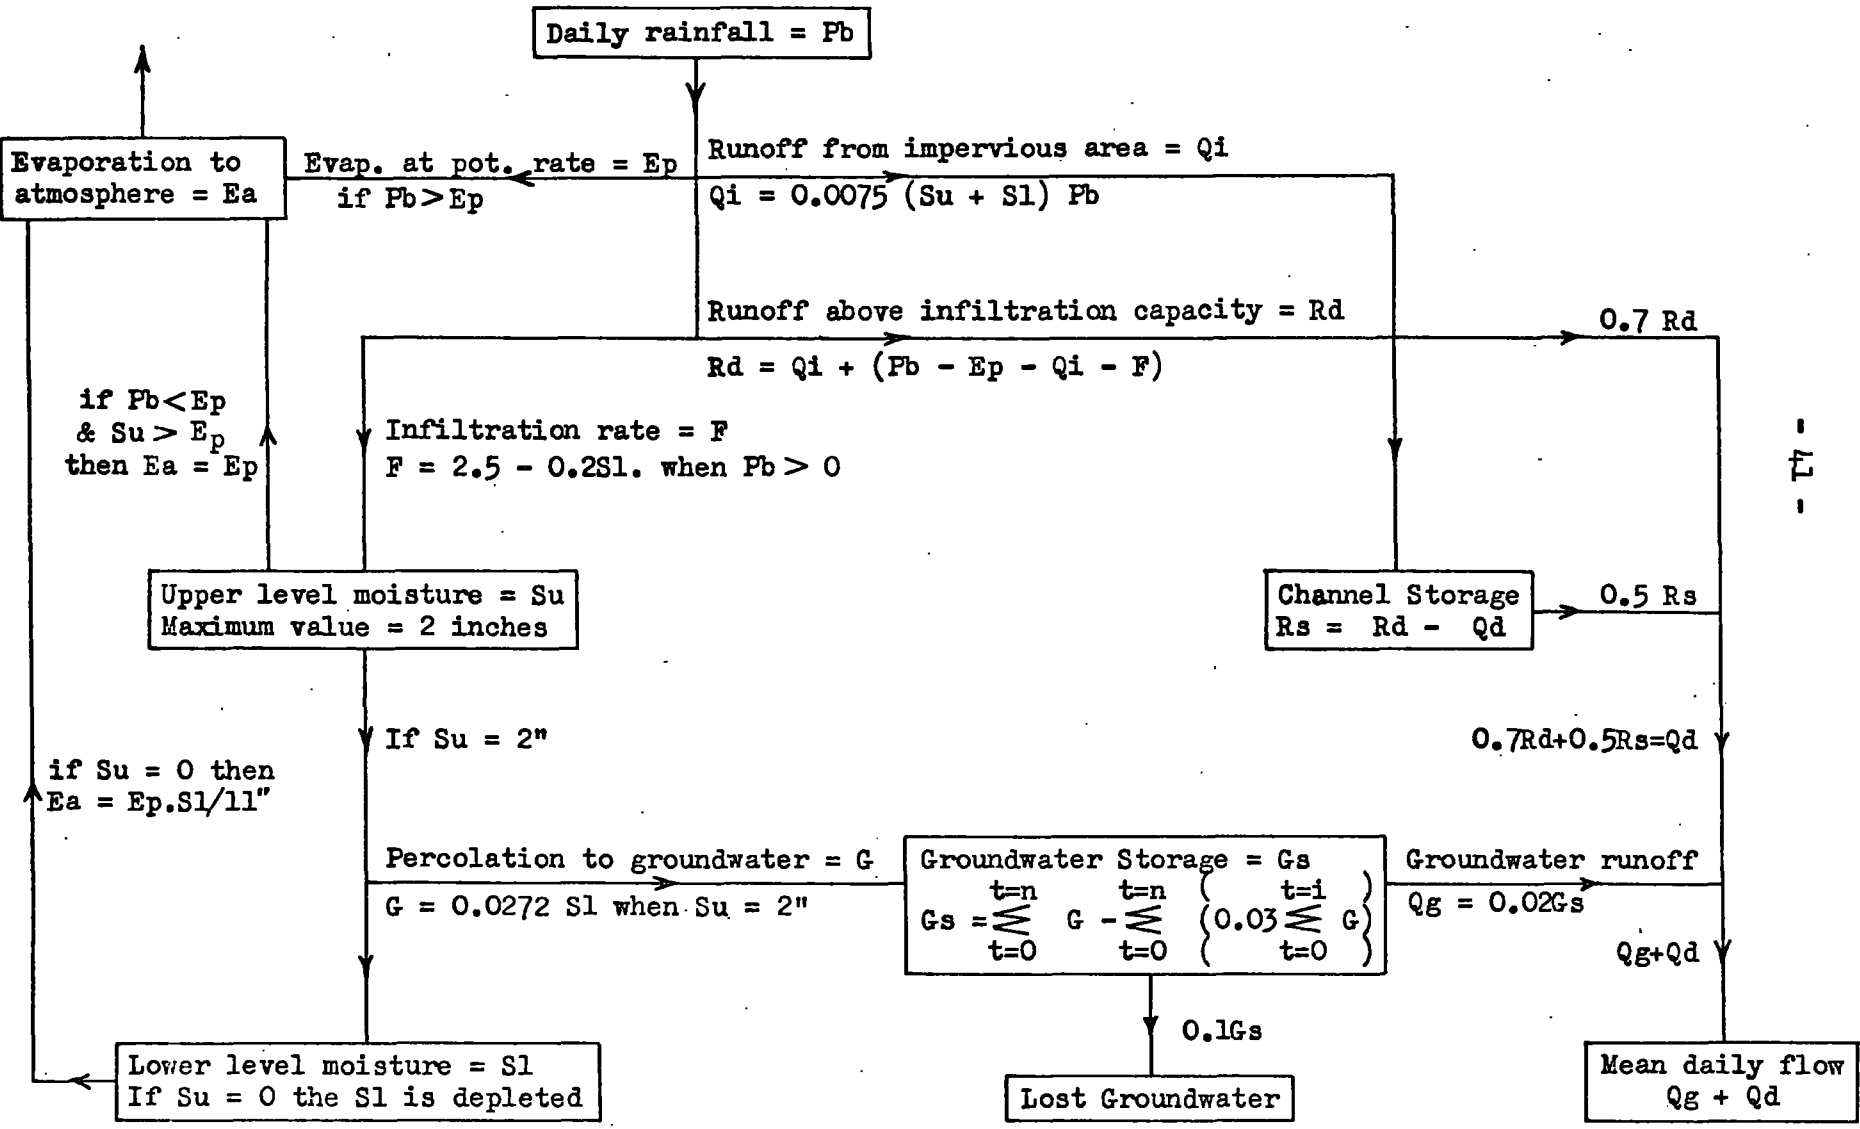 Daily rainfall = Pb
Evaporation to
atmosphere = Ea
Evap. at pot. rate = Ep
if Pb>Ep
Runoff from impervious area = Qi
Qi = 0.0075 (Su + Sl) Pb
Runoff above infiltration capacity = Rd
Rd = Qi + (Pb - Ep - Qi - F)
0.7 Rd
if Pb<Ep
& Su> Ep
then Ea = Ep
Infiltration rate = F
F = 2.5 - 0.2Sl. when Pb > 0
- 47 -
Upper level moisture = Su
Maximum value = 2 inches
Channel Storage
Rs = Rd - Qd
0.5 Rs
If Su = 2"
0.7Rd+0.5Rs=Qd
if Su = 0 then
Ea = Ep.Sl/11"
Percolation to groundwater = G
G = 0.0272 Sl when Su = 2"
Groundwater Storage = Gs
t=n t=n ( t=i )
Gs = ∑ G - ∑ (0.03 ∑ G)
t=0 t=0 ( t=0 )
Groundwater runoff
Qg = 0.02Gs
Qg+Qd
0.1Gs
Lower level moisture = Sl
If Su = 0 the Sl is depleted
Lost Groundwater
Mean daily flow
Qg + Qd